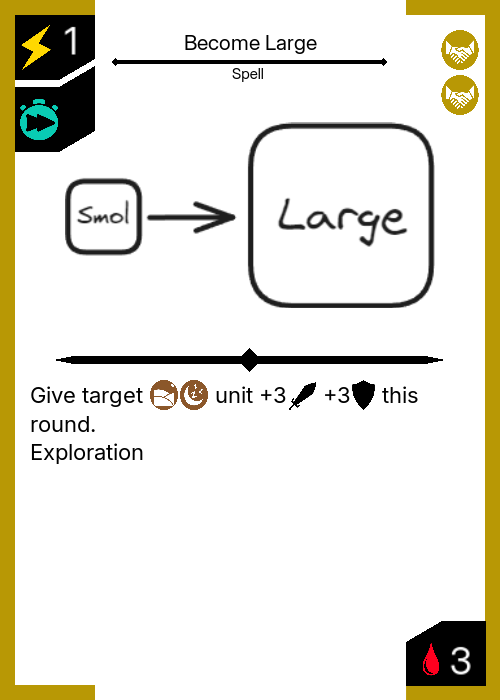 1
Become Large
Spell
Smol
Large
Give target unit +3 +3 this
round.
Exploration
3